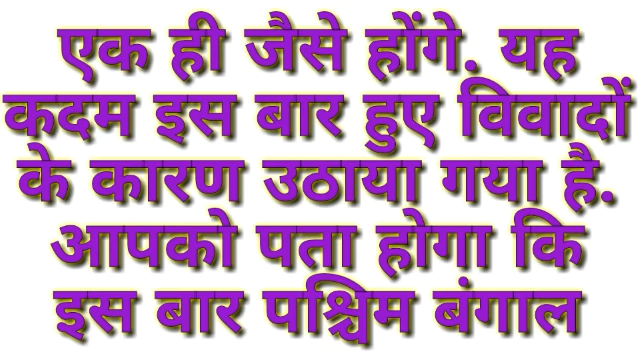 एक ही जैसे होंगे. यह
कदम इस बार हुए विवादों
के कारण उठाया गया है.
आपको पता होगा कि
इस बार पश्चिम बंगाल